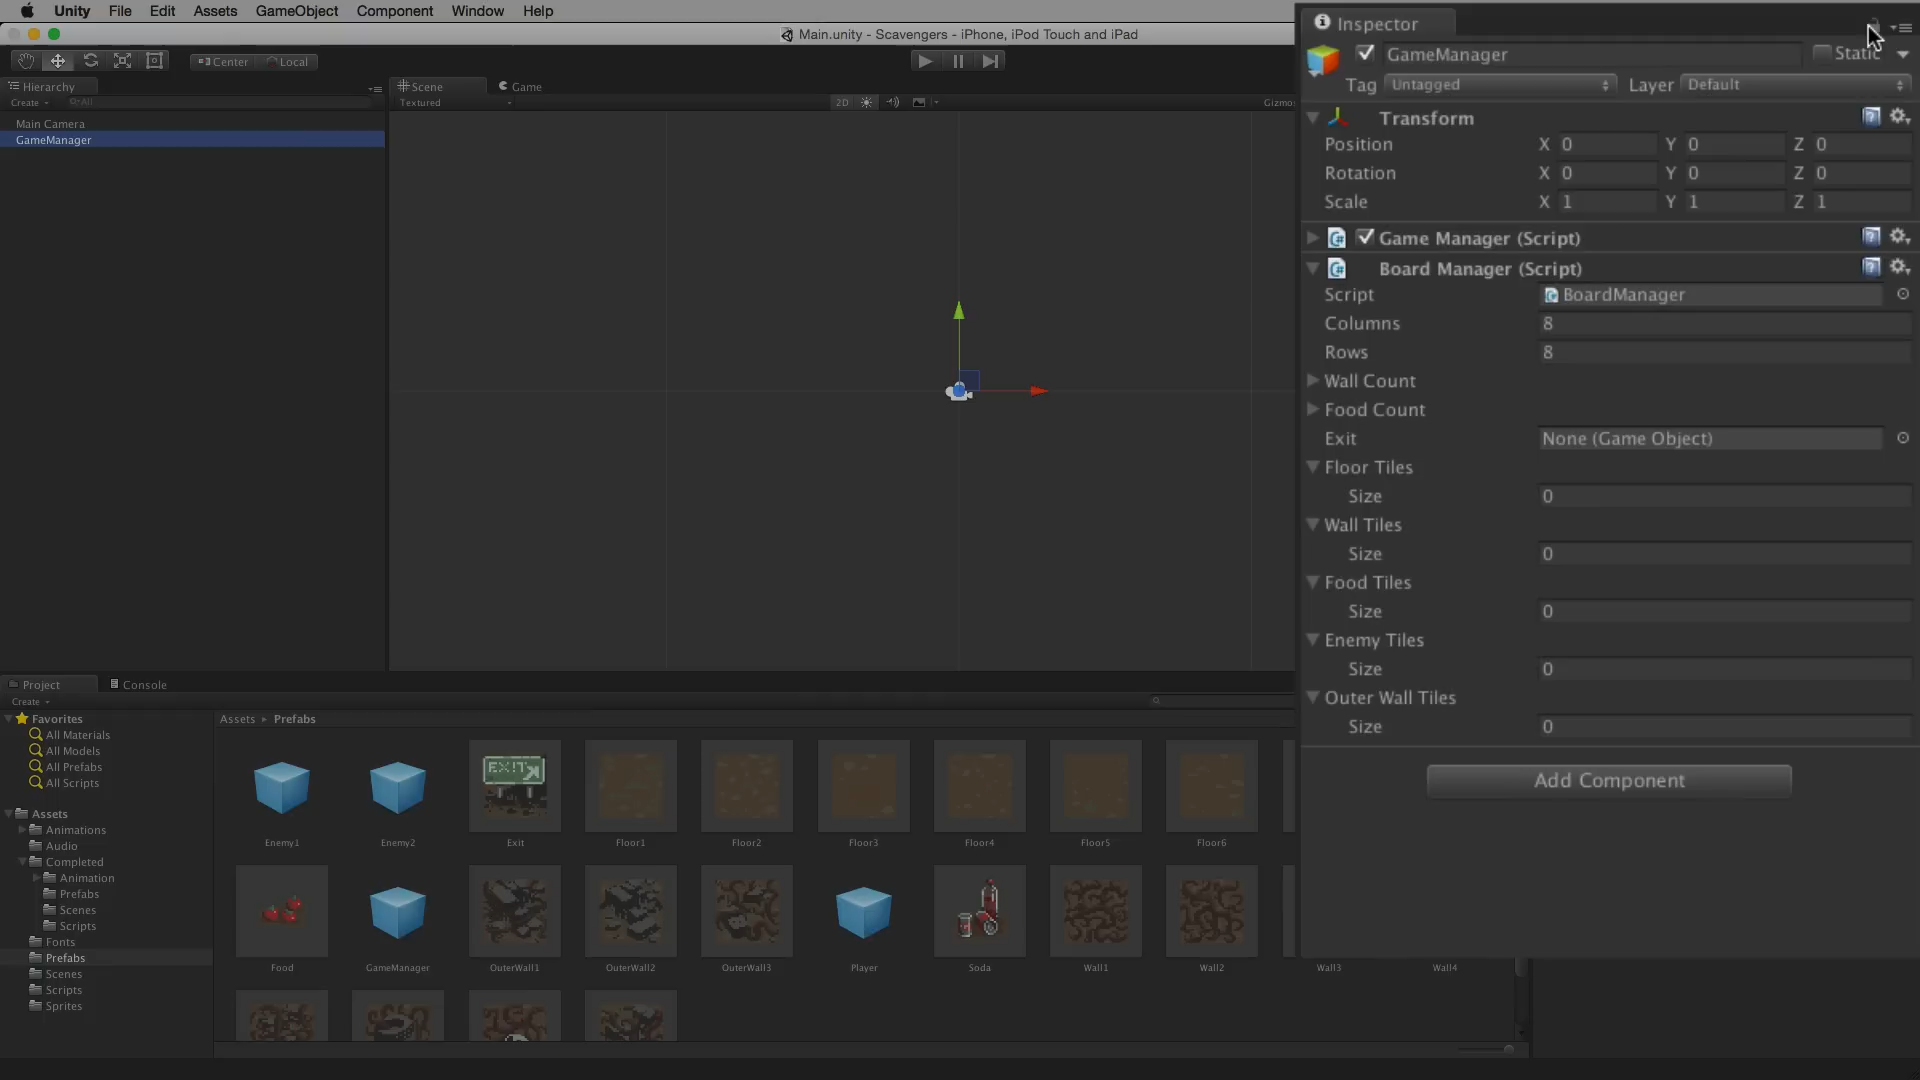 Unity File Edit Assets GameObject Component Window Help
Main.unity - Scavengers - iPhone, iPod Touch and iPad
Center Local
Hierarchy
Create All
Main Camera
GameManager
Scene Game
Textured 2D Gizmos
Inspector
GameManager Static
Tag Untagged Layer Default
Transform
Position X 0 Y 0 Z 0
Rotation X 0 Y 0 Z 0
Scale X 1 Y 1 Z 1
Game Manager (Script)
Board Manager (Script)
Script BoardManager
Columns 8
Rows 8
Wall Count
Food Count
Exit None (Game Object)
Floor Tiles
Size 0
Wall Tiles
Size 0
Food Tiles
Size 0
Enemy Tiles
Size 0
Outer Wall Tiles
Size 0
Add Component
Project Console
Create
Favorites
All Materials
All Models
All Prefabs
All Scripts
Assets
Animations
Audio
Completed
Animation
Prefabs
Scenes
Scripts
Fonts
Prefabs
Scenes
Scripts
Sprites
Assets Prefabs
EXIT
Enemy1 Enemy2 Exit Floor1 Floor2 Floor3 Floor4 Floor5 Floor6
Food GameManager OuterWall1 OuterWall2 OuterWall3 Player Soda Wall1 Wall2 Wall3 Wall4